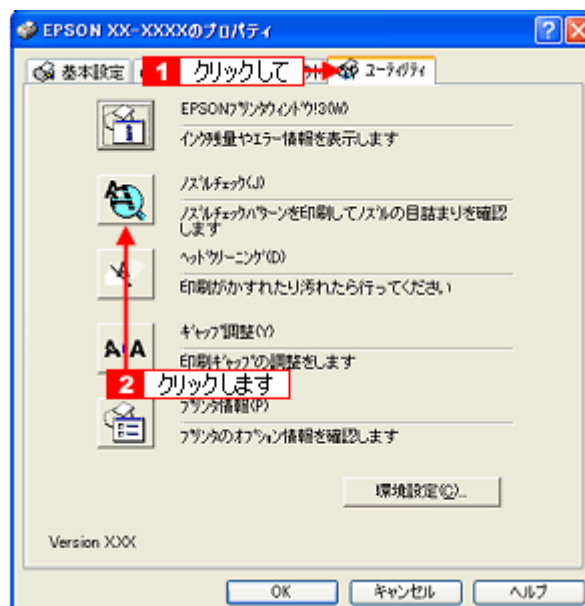 EPSON XX-XXXXのプロパティ
基本設定
1 クリックして
ユーティリティ
EPSONプリンタウィンドウ!3(W)
インク残量やエラー情報を表示します
ノズルチェック(J)
ノズルチェックパターンを印刷してノズルの目詰まりを確認
します
ヘッドクリーニング(D)
印刷がかすれたり汚れたら行ってください
ギャップ調整(Y)
印刷ギャップの調整をします
2 クリックします
プリンタ情報(P)
プリンタのオプション情報を確認します
環境設定(C)...
Version XXX
OK
キャンセル
ヘルプ